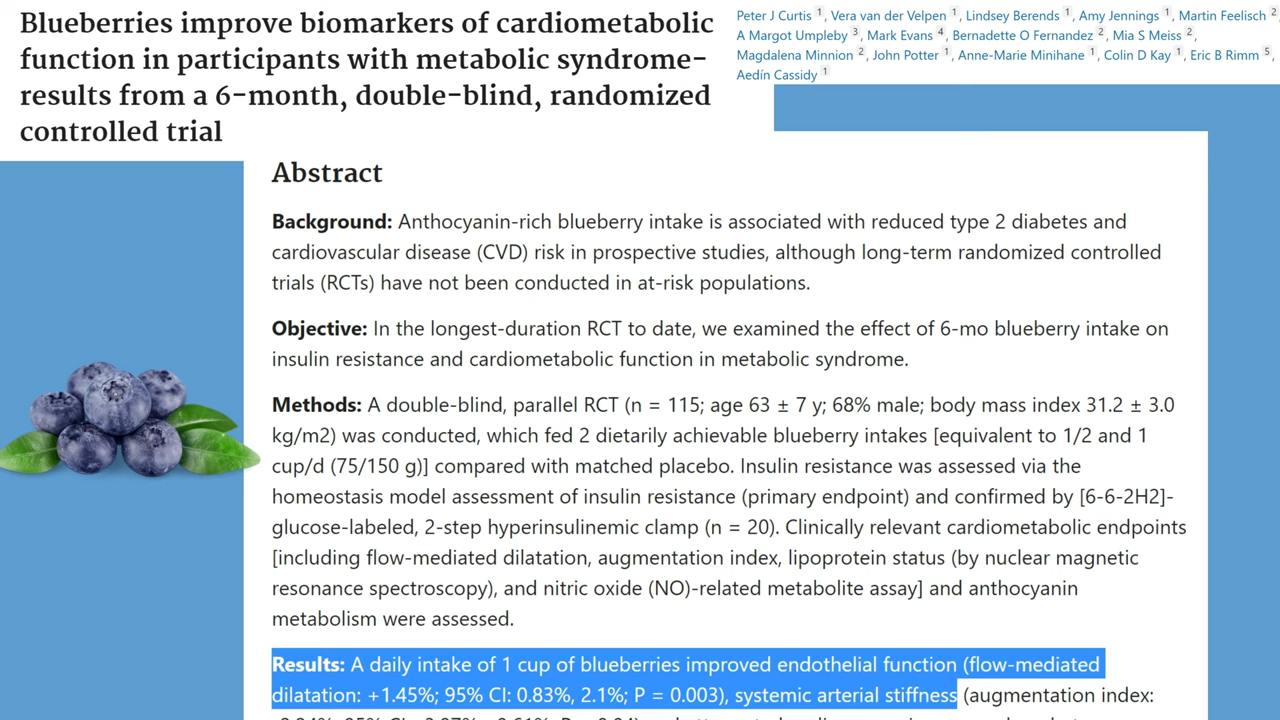 Blueberries improve biomarkers of cardiometabolic
function in participants with metabolic syndrome-
results from a 6-month, double-blind, randomized
controlled trial
Peter J Curtis 1, Vera van der Velpen 1, Lindsey Berends 1, Amy Jennings 1, Martin Feelisch 2
A Margot Umpleby 3, Mark Evans 4, Bernadette O Fernandez 2, Mia S Meiss 2,
Magdalena Minnion 2, John Potter 1, Anne-Marie Minihane 1, Colin D Kay 1, Eric B Rimm 5,
Aedín Cassidy 1
Abstract
Background: Anthocyanin-rich blueberry intake is associated with reduced type 2 diabetes and
cardiovascular disease (CVD) risk in prospective studies, although long-term randomized controlled
trials (RCTs) have not been conducted in at-risk populations.
Objective: In the longest-duration RCT to date, we examined the effect of 6-mo blueberry intake on
insulin resistance and cardiometabolic function in metabolic syndrome.
Methods: A double-blind, parallel RCT (n = 115; age 63 ± 7 y; 68% male; body mass index 31.2 ± 3.0
kg/m2) was conducted, which fed 2 dietarily achievable blueberry intakes [equivalent to 1/2 and 1
cup/d (75/150 g)] compared with matched placebo. Insulin resistance was assessed via the
homeostasis model assessment of insulin resistance (primary endpoint) and confirmed by [6-6-2H2]-
glucose-labeled, 2-step hyperinsulinemic clamp (n = 20). Clinically relevant cardiometabolic endpoints
[including flow-mediated dilatation, augmentation index, lipoprotein status (by nuclear magnetic
resonance spectroscopy), and nitric oxide (NO)-related metabolite assay] and anthocyanin
metabolism were assessed.
Results: A daily intake of 1 cup of blueberries improved endothelial function (flow-mediated
dilatation: +1.45%; 95% CI: 0.83%, 2.1%; P = 0.003), systemic arterial stiffness (augmentation index: